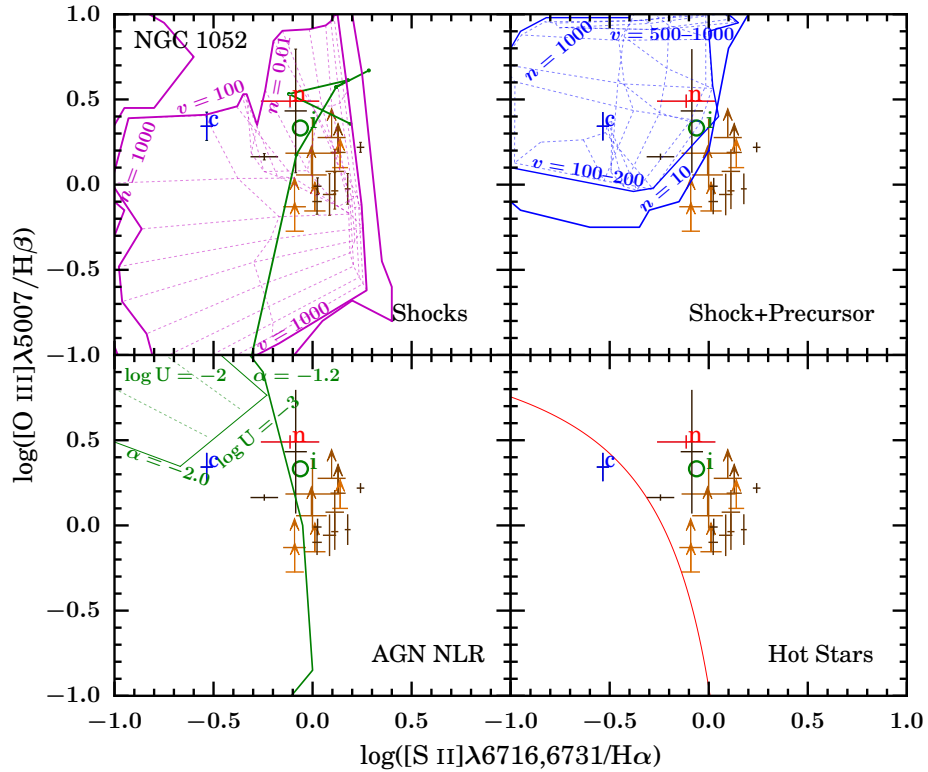 NGC 1052
1.0
0.5
0.0
−0.5
1.0
0.5
0.0
−0.5
−1.0
log([O III]λ5007/Hβ)
v = 100
n = 0.01
n = 1000
v = 1000
c
n
i
Shocks
n = 1000
v = 500–1000
v = 100–200
n = 10
c
n
i
Shock+Precursor
log U = −2
α = −1.2
log U = −3
α = −2.0
c
n
i
AGN NLR
c
n
i
Hot Stars
−1.0 −0.5 0.0 0.5
−1.0 −0.5 0.0 0.5 1.0
log([S II]λ6716,6731/Hα)